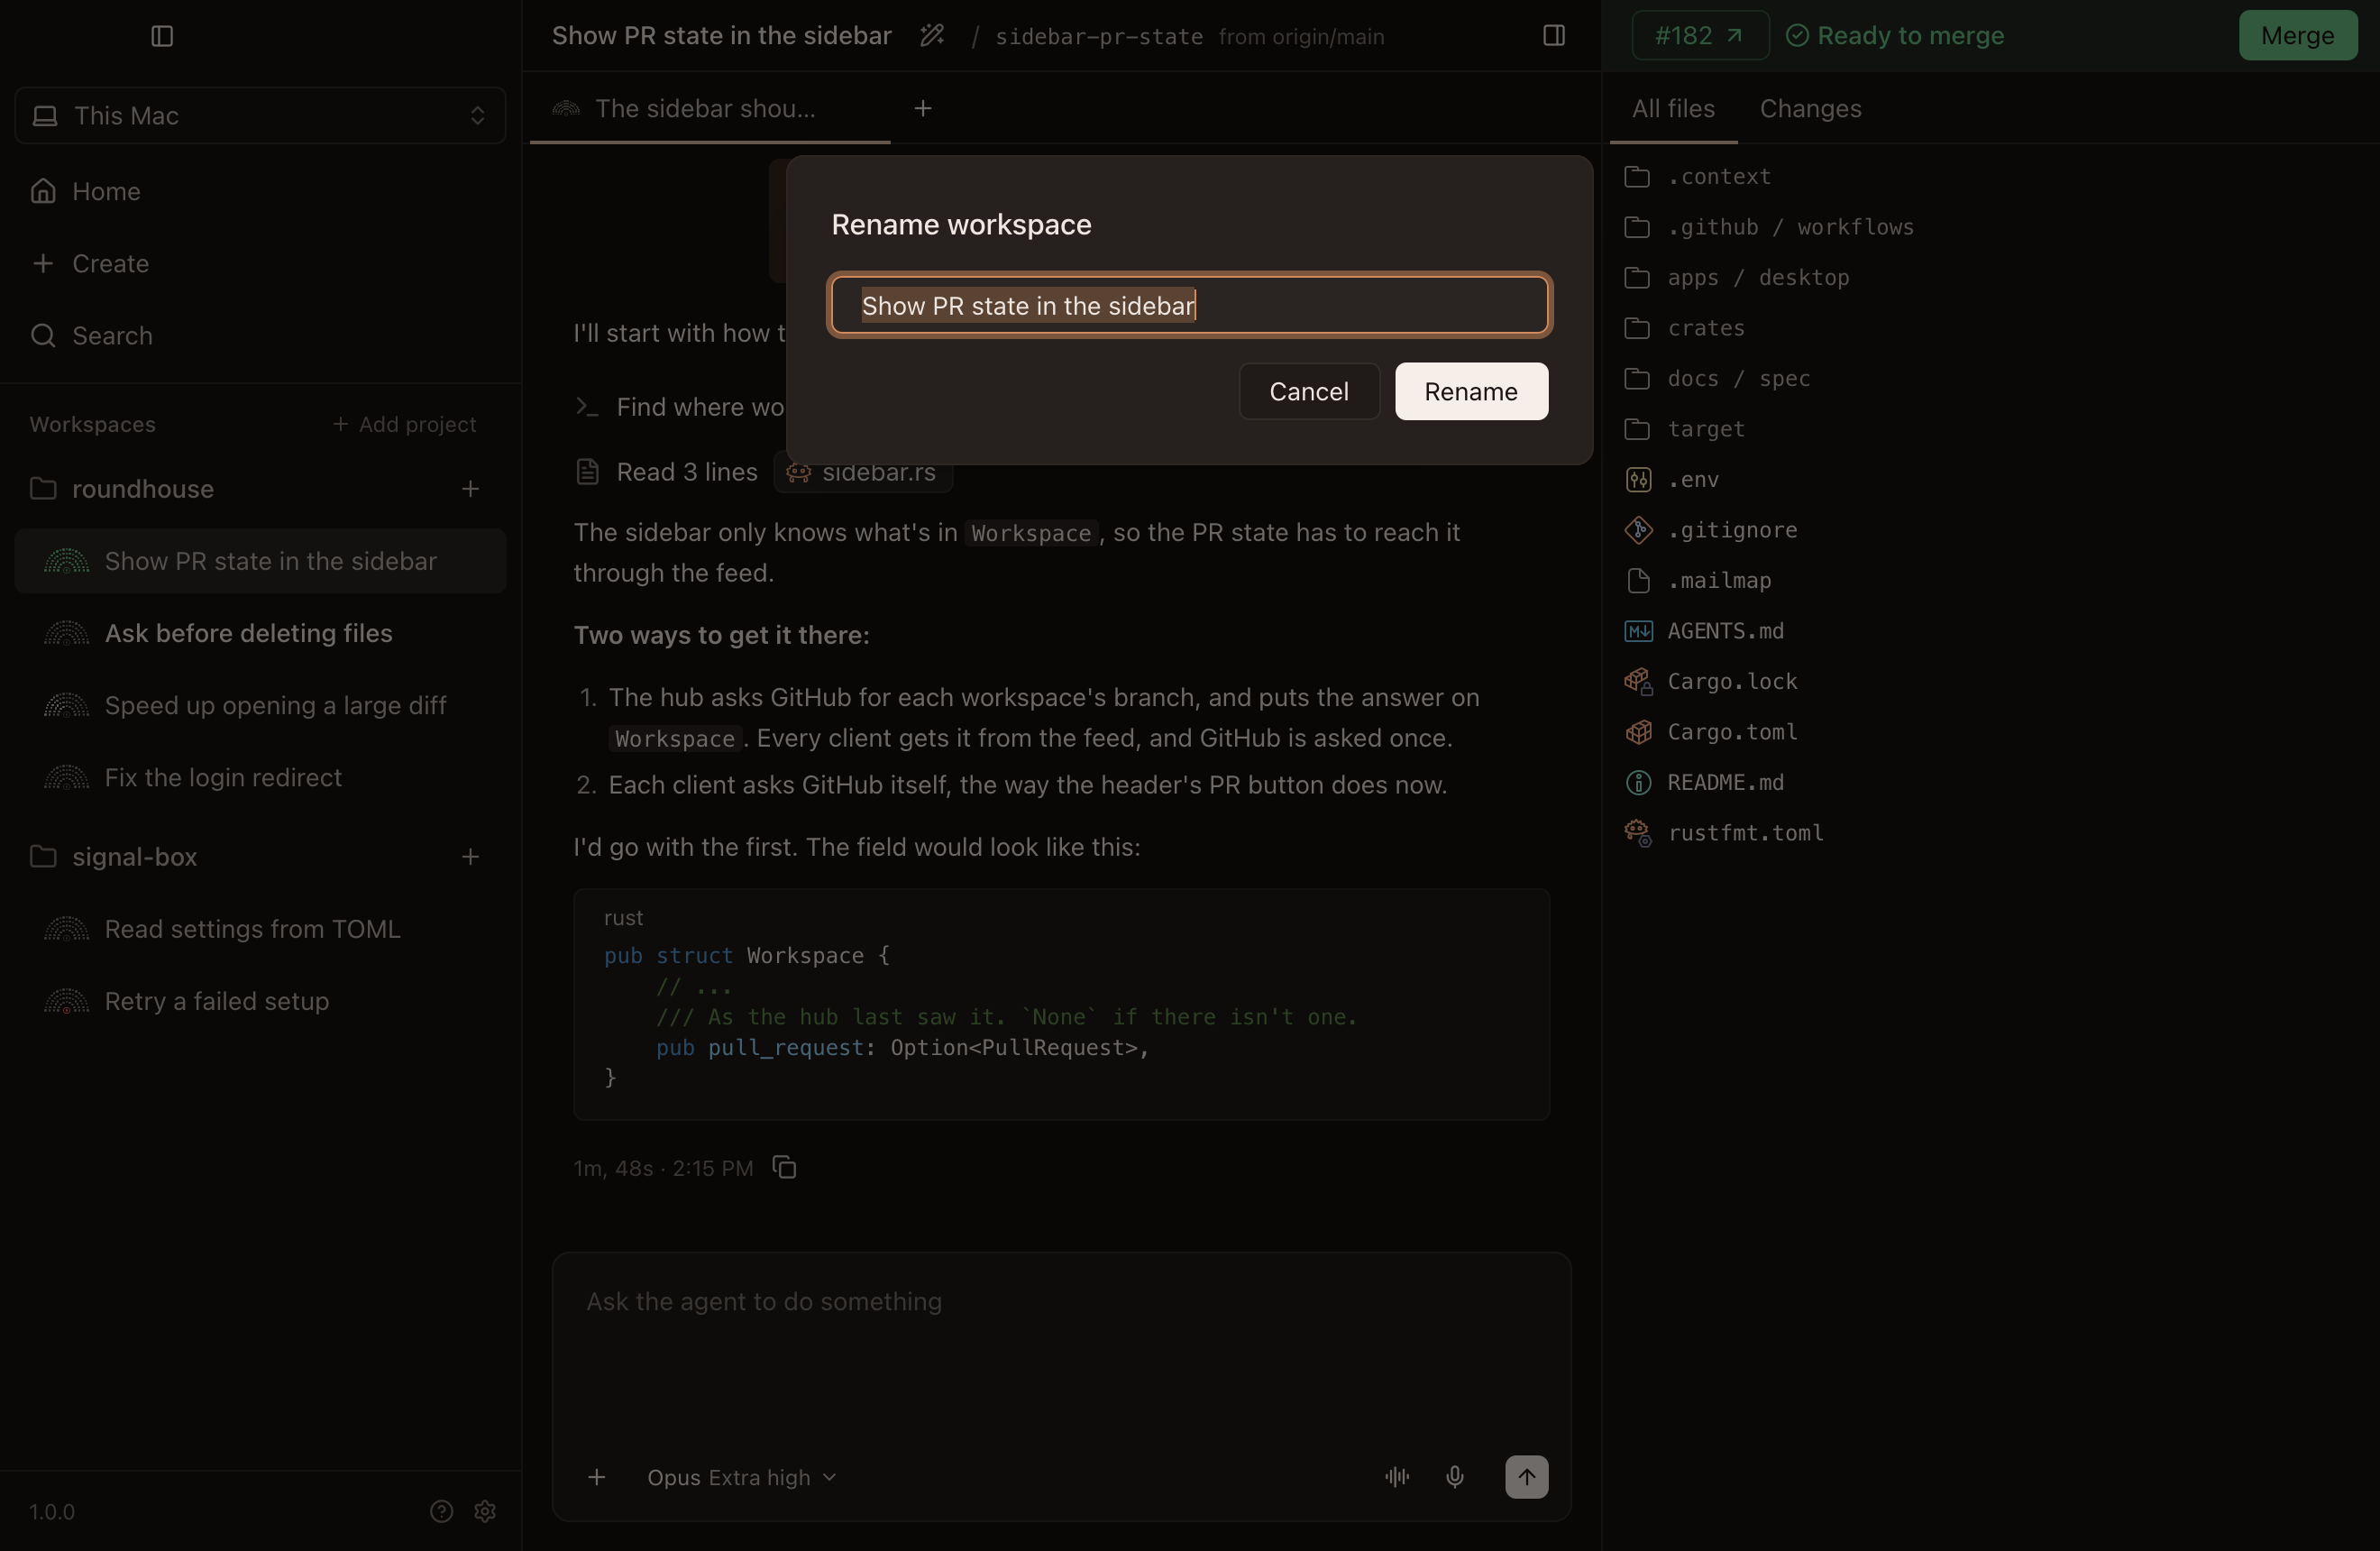 This Mac
Home
Create
Search
Workspaces
Add project
roundhouse
Show PR state in the sidebar
Ask before deleting files
Speed up opening a large diff
Fix the login redirect
signal-box
Read settings from TOML
Retry a failed setup
1.0.0
Show PR state in the sidebar / sidebar-pr-state from origin/main
The sidebar shou...
Rename workspace
Show PR state in the sidebar
Cancel
Rename
I'll start with how t
Find where wo
Read 3 lines sidebar.rs
The sidebar only knows what's in Workspace, so the PR state has to reach it
through the feed.
Two ways to get it there:
1. The hub asks GitHub for each workspace's branch, and puts the answer on
Workspace. Every client gets it from the feed, and GitHub is asked once.
2. Each client asks GitHub itself, the way the header's PR button does now.
I'd go with the first. The field would look like this:
rust
pub struct Workspace {
// ...
/// As the hub last saw it. `None` if there isn't one.
pub pull_request: Option<PullRequest>,
}
1m, 48s · 2:15 PM
Ask the agent to do something
Opus Extra high
#182
Ready to merge
Merge
All files
Changes
.context
.github / workflows
apps / desktop
crates
docs / spec
target
.env
.gitignore
.mailmap
AGENTS.md
Cargo.lock
Cargo.toml
README.md
rustfmt.toml